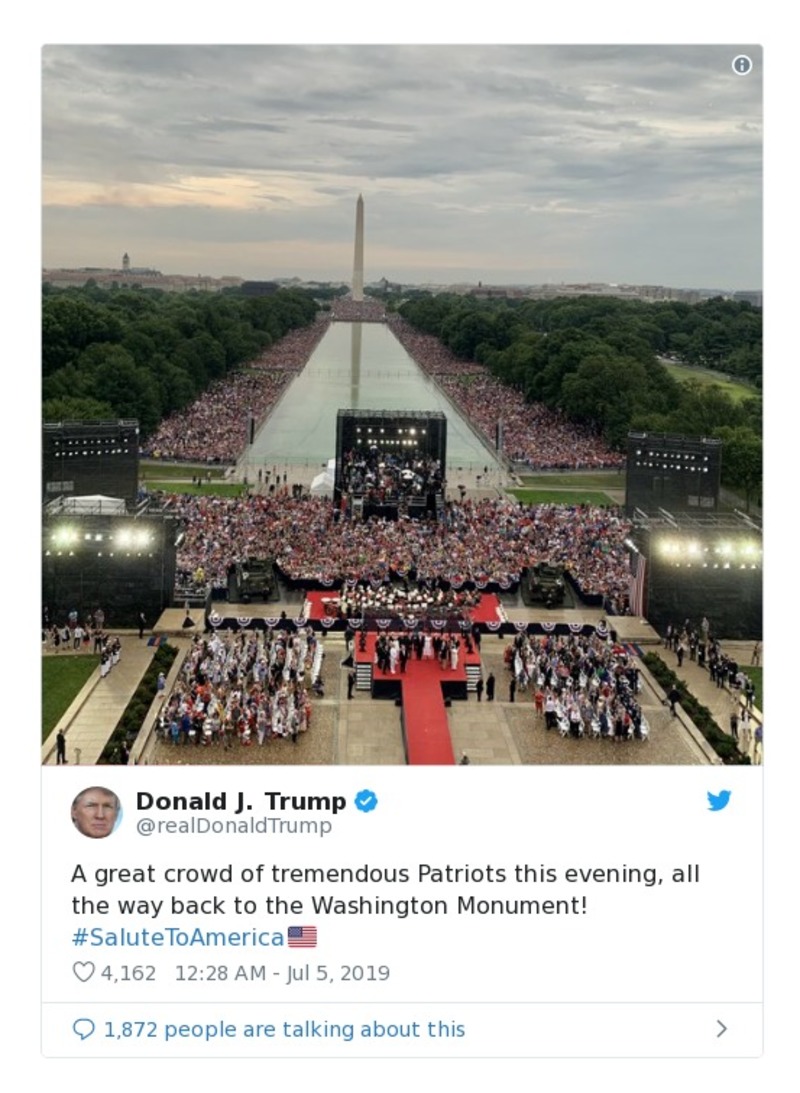 Donald J. Trump
@realDonaldTrump
A great crowd of tremendous Patriots this evening, all
the way back to the Washington Monument!
#SaluteToAmerica🇺🇸
4,162 12:28 AM - Jul 5, 2019
1,872 people are talking about this